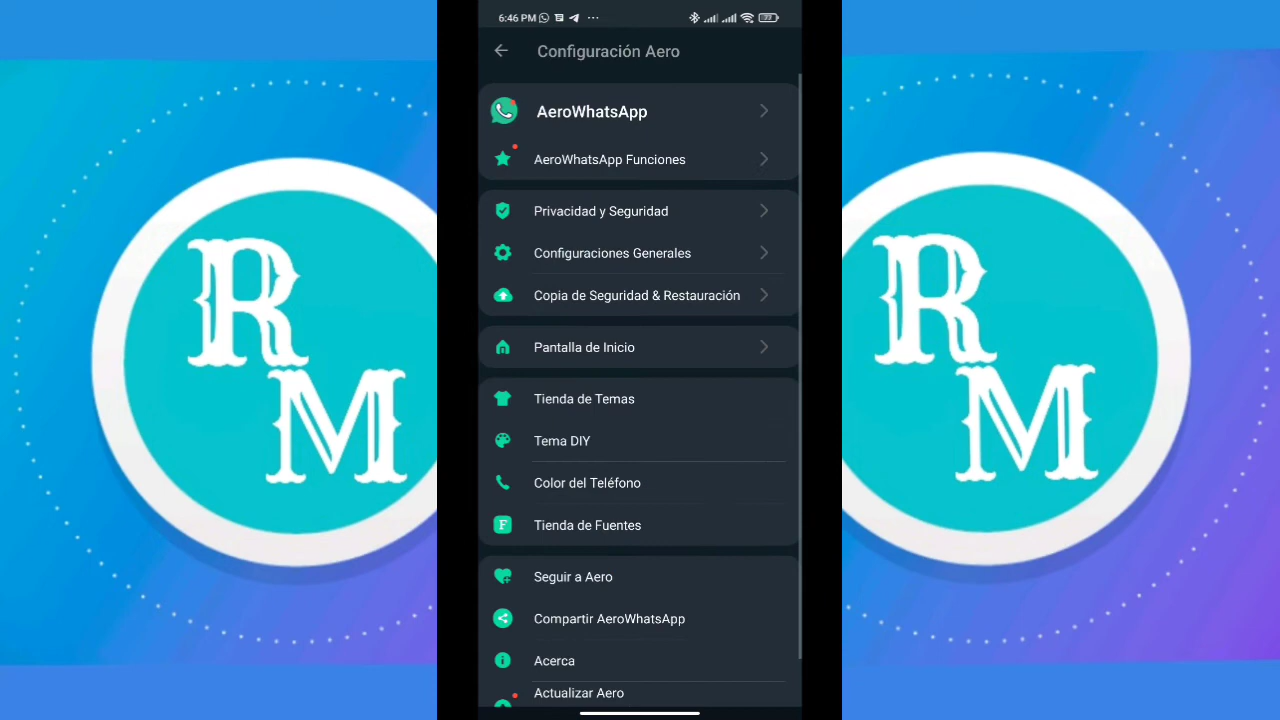 6:46 PM
77
Configuración Aero
AeroWhatsApp
AeroWhatsApp Funciones
Privacidad y Seguridad
Configuraciones Generales
Copia de Seguridad & Restauración
Pantalla de Inicio
Tienda de Temas
Tema DIY
Color del Teléfono
F
Tienda de Fuentes
Seguir a Aero
Compartir AeroWhatsApp
Acerca
Actualizar Aero
R
M
R
M